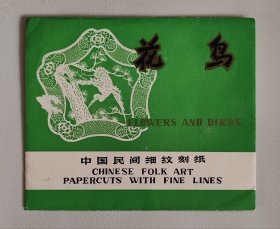 花 鸟
FLOWERS AND BIRDS
中国民间细纹刻纸
CHINESE FOLK ART
PAPERCUTS WITH FINE LINES